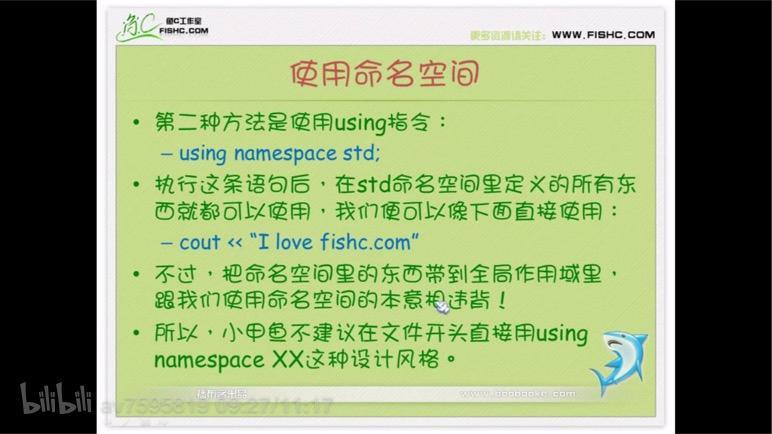 鱼C工作室
FISHC.COM
更多资源请关注：WWW.FISHC.COM
使用命名空间
• 第二种方法是使用using指令：
– using namespace std;
• 执行这条语句后，在std命名空间里定义的所有东
西就都可以使用，我们便可以像下面直接使用：
– cout << “I love fishc.com”
• 不过，把命名空间里的东西带到全局作用域里，
跟我们使用命名空间的本意相违背！
• 所以，小甲鱼不建议在文件开头直接用using
namespace XX这种设计风格。
bilibili av7595819 09:27/11:17